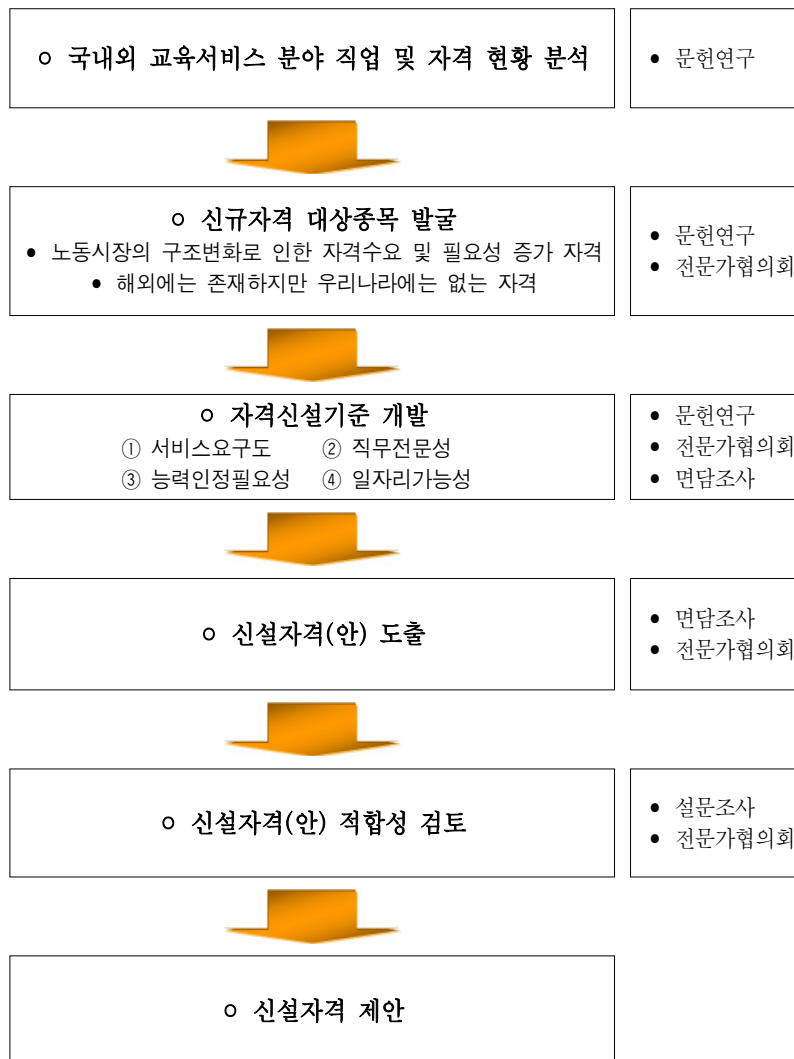 o 국내외 교육서비스 분야 직업 및 자격 현황 분석
• 문헌연구
o 신규자격 대상종목 발굴
• 노동시장의 구조변화로 인한 자격수요 및 필요성 증가 자격
• 해외에는 존재하지만 우리나라에는 없는 자격
• 문헌연구
• 전문가협의회
o 자격신설기준 개발
① 서비스요구도 ② 직무전문성
③ 능력인정필요성 ④ 일자리가능성
• 문헌연구
• 전문가협의회
• 면담조사
o 신설자격(안) 도출
• 면담조사
• 전문가협의회
o 신설자격(안) 적합성 검토
• 설문조사
• 전문가협의회
o 신설자격 제안